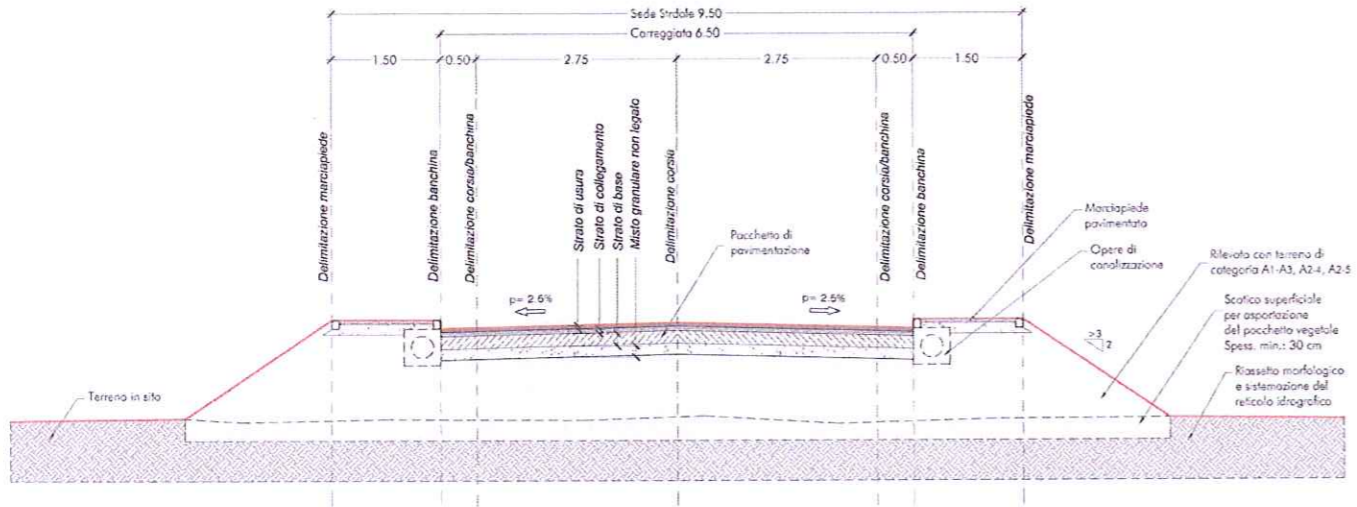 Sede Strdale 9.50
Carreggiata 6.50
1.50
0.50
2.75
2.75
0.50
1.50
Delimitazione marciapiede
Delimitazione banchina
Delimitazione corsia/banchina
Strato di usura
Strato di collegamento
Strato di base
Misto granulare non legato
Delimitazione corsia
Delimitazione corsia/banchina
Delimitazione banchina
Delimitazione marciapiede
Pacchetto di
pavimentazione
p= 2.5%
p= 2.5%
Marciapiede
pavimentato
Opere di
canalizzazione
Rilevato con terreno di
categoria A1-A3, A2-4, A2-5
Scotico superficiale
per asportazione
del pacchetto vegetale
Spess. min.: 30 cm
>3
2
Riassetto morfologico
e sistemazione del
reticolo idrografico
Terreno in sito